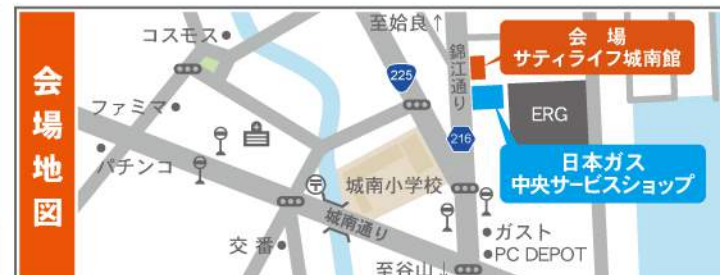 会場地図
コスモス
至姶良↑
会 場
サティライフ城南館
錦江通り
225
ファミマ
ERG
216
パチンコ
日本ガス
中央サービスショップ
城南小学校
城南通り
交番
ガスト
PC DEPOT
至谷山↓